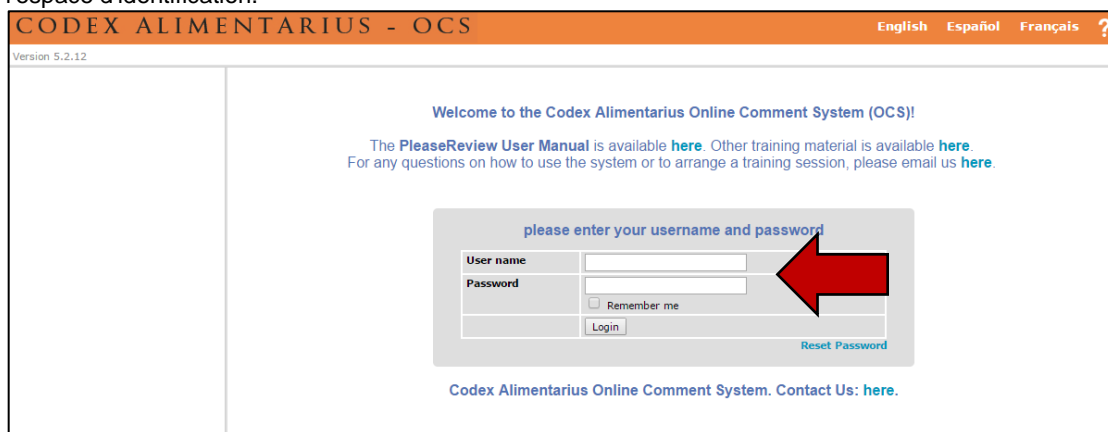 l'espace d'identification.
CODEX ALIMENTARIUS - OCS English Español Français ?
Version 5.2.12
Welcome to the Codex Alimentarius Online Comment System (OCS)!
The PleaseReview User Manual is available here. Other training material is available here.
For any questions on how to use the system or to arrange a training session, please email us here.
please enter your username and password
User name
Password
Remember me
Login
Reset Password
Codex Alimentarius Online Comment System. Contact Us: here.